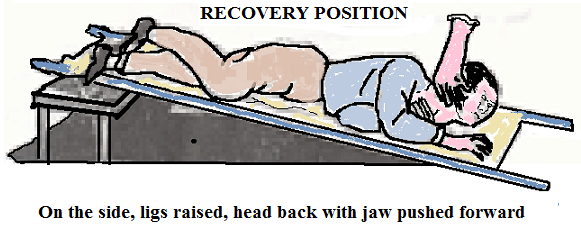 RECOVERY POSITION
On the side, ligs raised, head back with jaw pushed forward